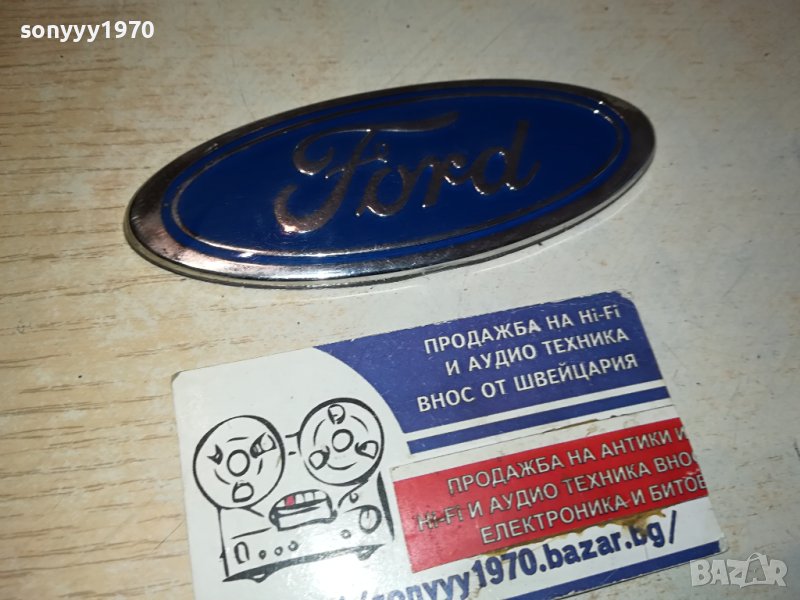 sonyyy1970
Ford
ПРОДАЖБА НА Hi-Fi
И АУДИО ТЕХНИКА
ВНОС ОТ ШВЕЙЦАРИЯ
ПРОДАЖБА НА АНТИКИ И
Hi-Fi И АУДИО ТЕХНИКА ВНОС
ЕЛЕКТРОНИКА И БИТОВ
/sonyyy1970.bazar.bg/
BAZAR